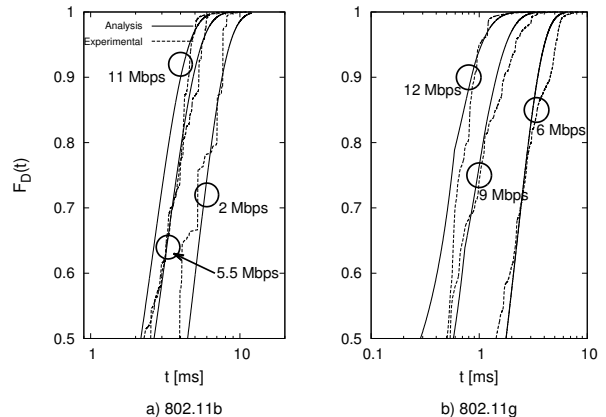 Analysis
Experimental
F_D(t)
1
0.9
0.8
0.7
0.6
0.5
11 Mbps
2 Mbps
5.5 Mbps
1
10
t [ms]
a) 802.11b
1
0.9
0.8
0.7
0.6
0.5
12 Mbps
6 Mbps
9 Mbps
0.1
1
10
t [ms]
b) 802.11g